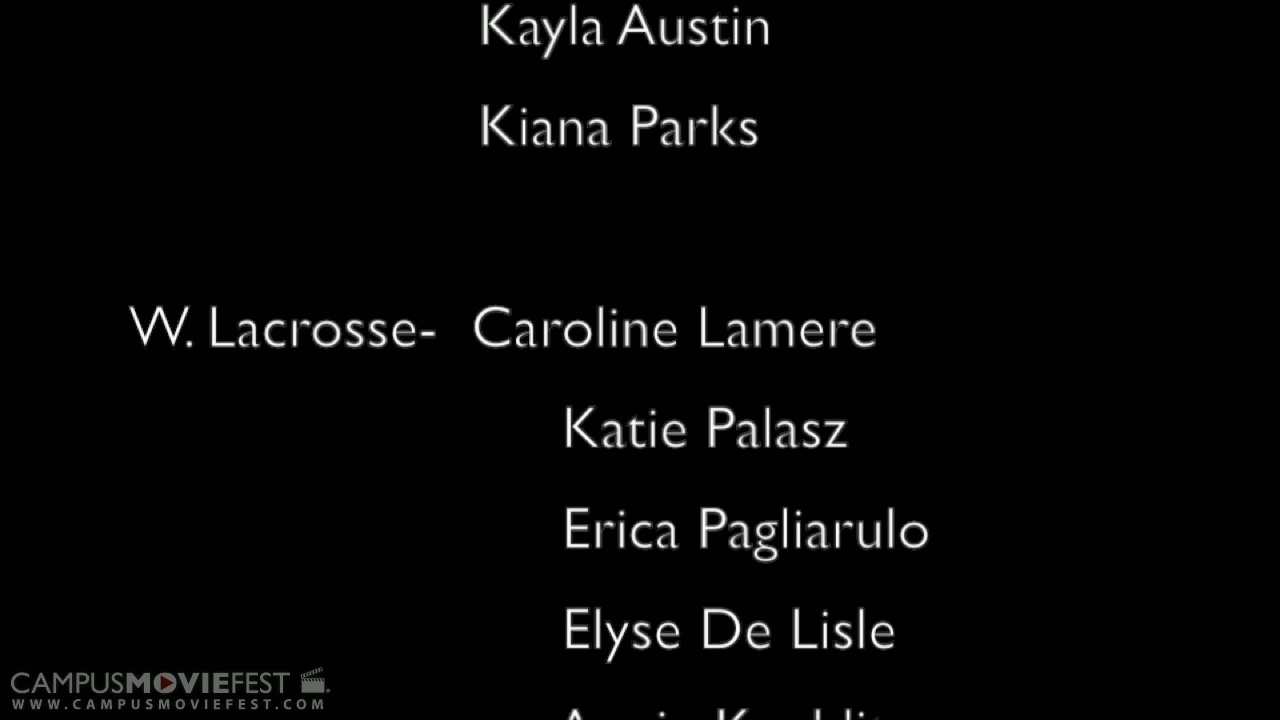 Kayla Austin
Kiana Parks
W. Lacrosse- Caroline Lamere
Katie Palasz
Erica Pagliarulo
Elyse De Lisle
CAMPUSMOVIEFEST
WWW.CAMPUSMOVIEFEST.COM